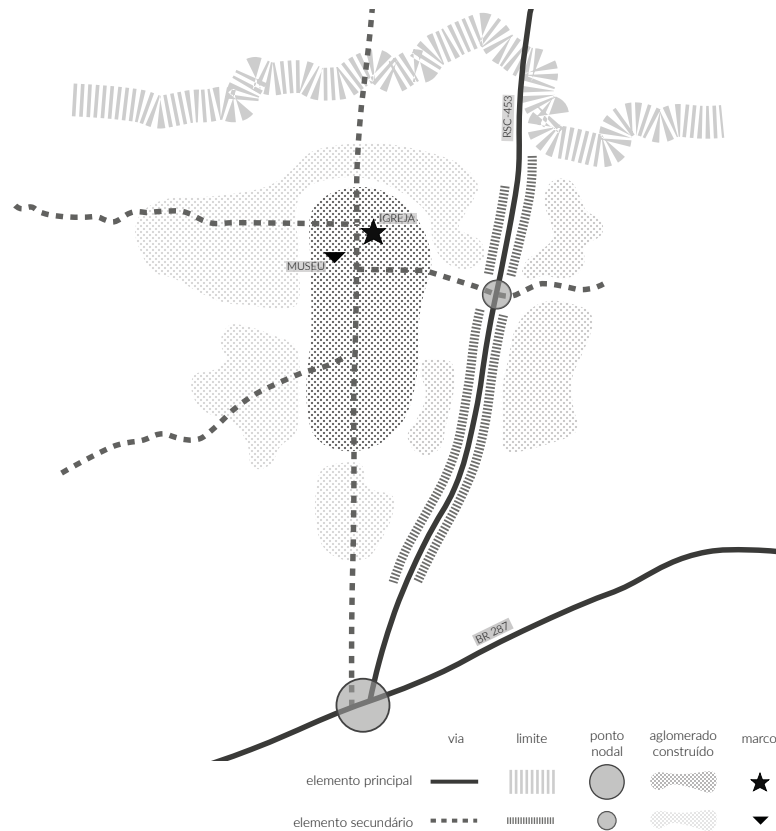 RSC-453
IGREJA
MUSEU
BR 287
via
limite
ponto
nodal
aglomerado
construído
marco
elemento principal
elemento secundário